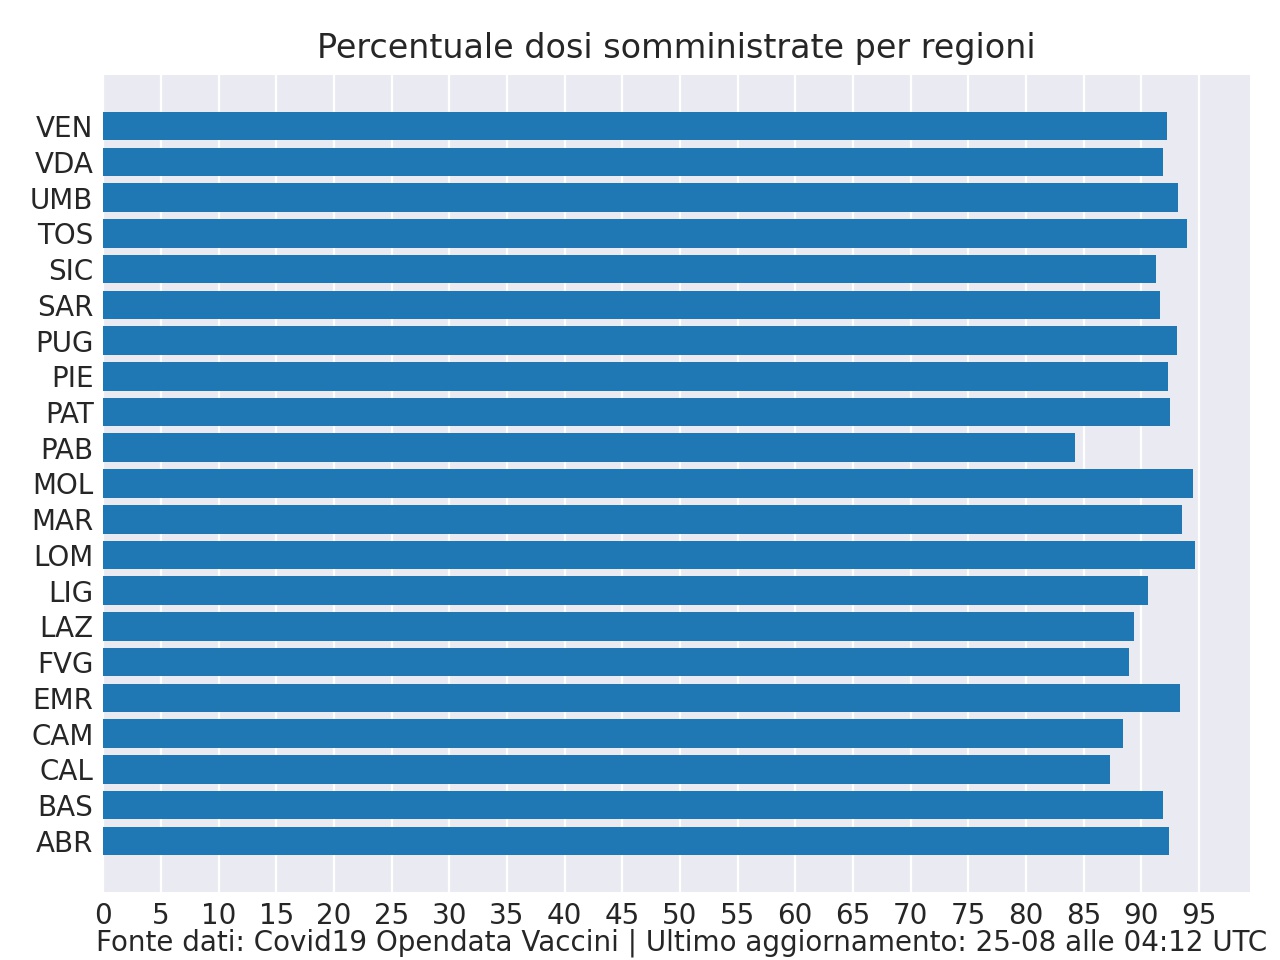 Percentuale dosi somministrate per regioni
VEN
VDA
UMB
TOS
SIC
SAR
PUG
PIE
PAT
PAB
MOL
MAR
LOM
LIG
LAZ
FVG
EMR
CAM
CAL
BAS
ABR
0 5 10 15 20 25 30 35 40 45 50 55 60 65 70 75 80 85 90 95
Fonte dati: Covid19 Opendata Vaccini | Ultimo aggiornamento: 25-08 alle 04:12 UTC